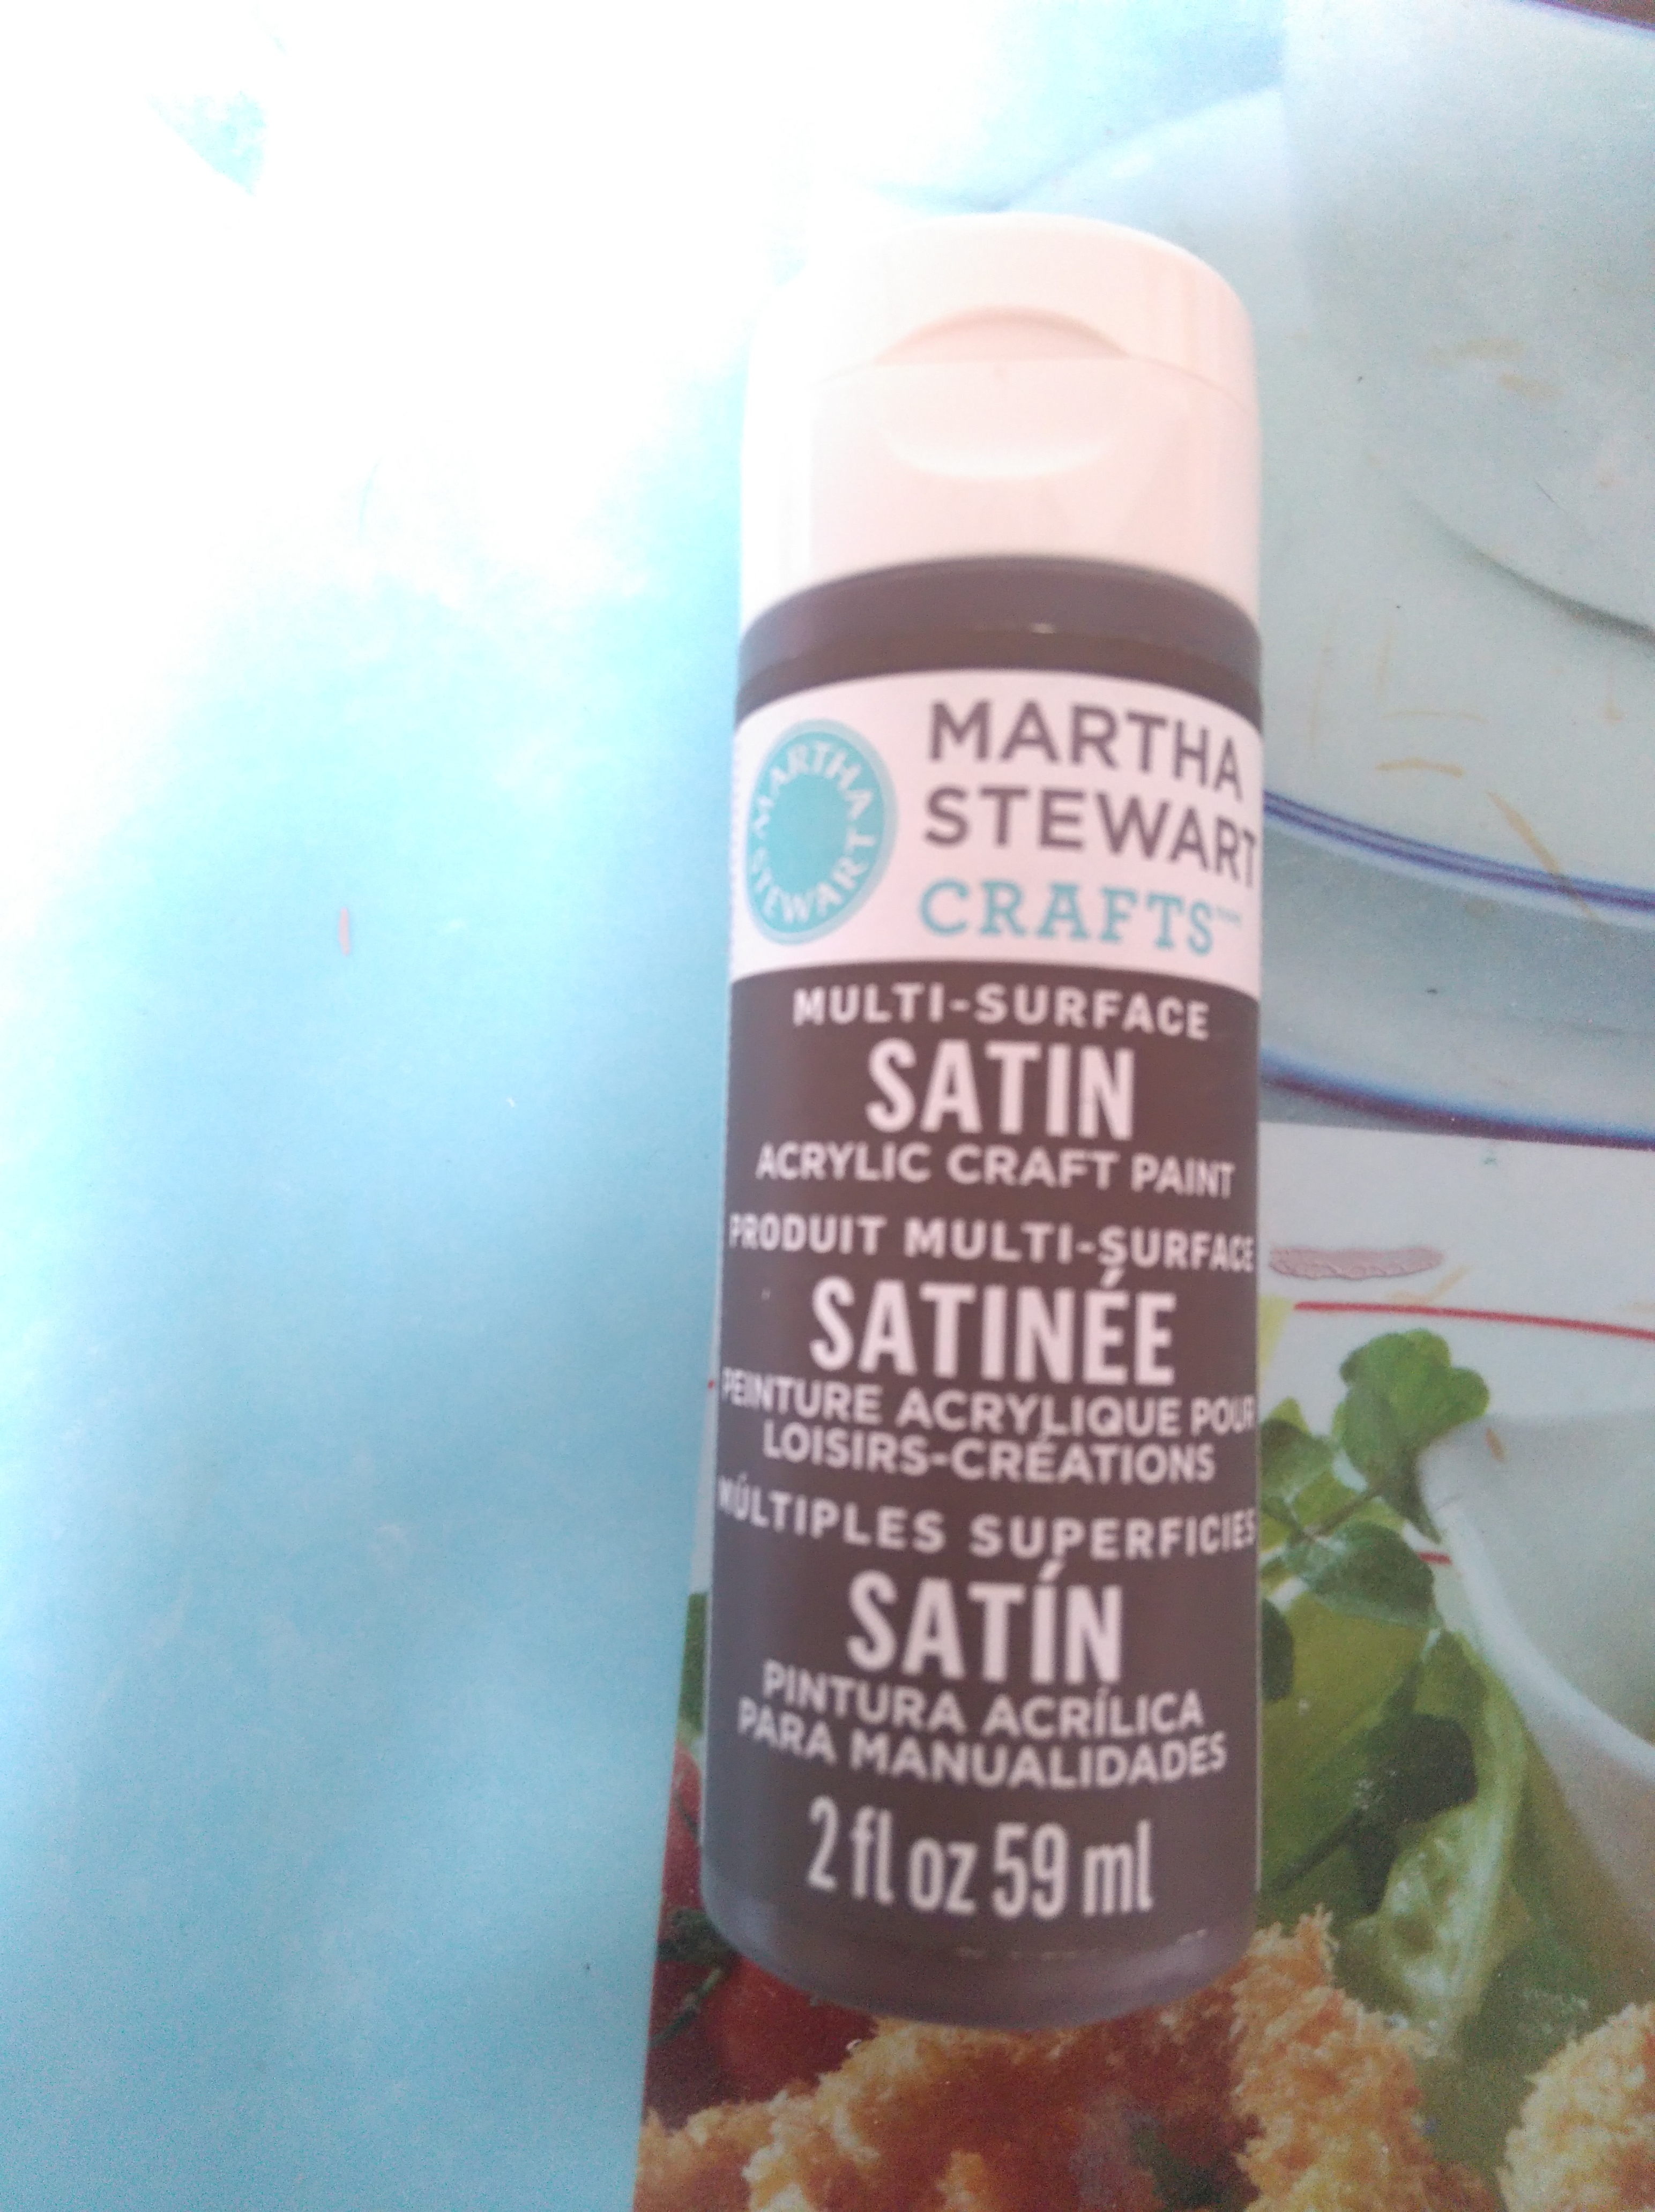 MARTHA STEWART
MARTHA
STEWART
CRAFTS
MULTI-SURFACE
SATIN
ACRYLIC CRAFT PAINT
PRODUIT MULTI-SURFACE
SATINÉE
PEINTURE ACRYLIQUE POUR
LOISIRS-CRÉATIONS
MÚLTIPLES SUPERFICIES
SATÍN
PINTURA ACRÍLICA
PARA MANUALIDADES
2 fl oz 59 ml